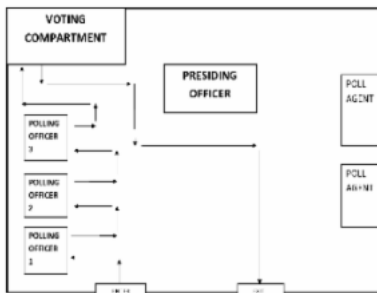 VOTING
COMPARTMENT
PRESIDING
OFFICER
POLL
AGENT
POLLING
OFFICER
3
POLL
AGENT
POLLING
OFFICER
2
POLLING
OFFICER
1